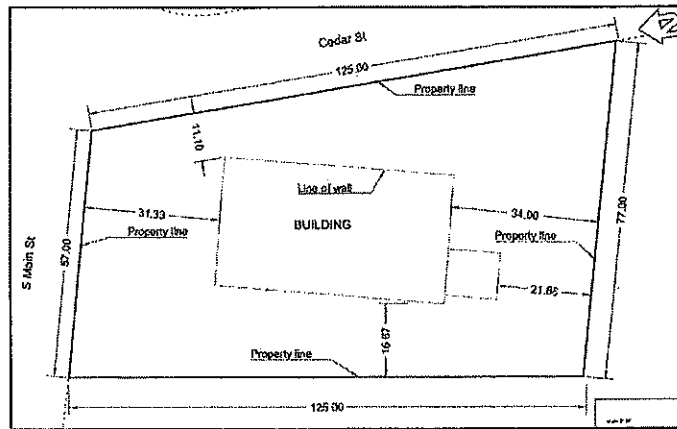 Cedar St
125.00
Property line
11.10
Line of wall
31.33
BUILDING
34.00
77.00
57.00
S Main St
Property line
Property line
21.66
16.67
Property line
125.00